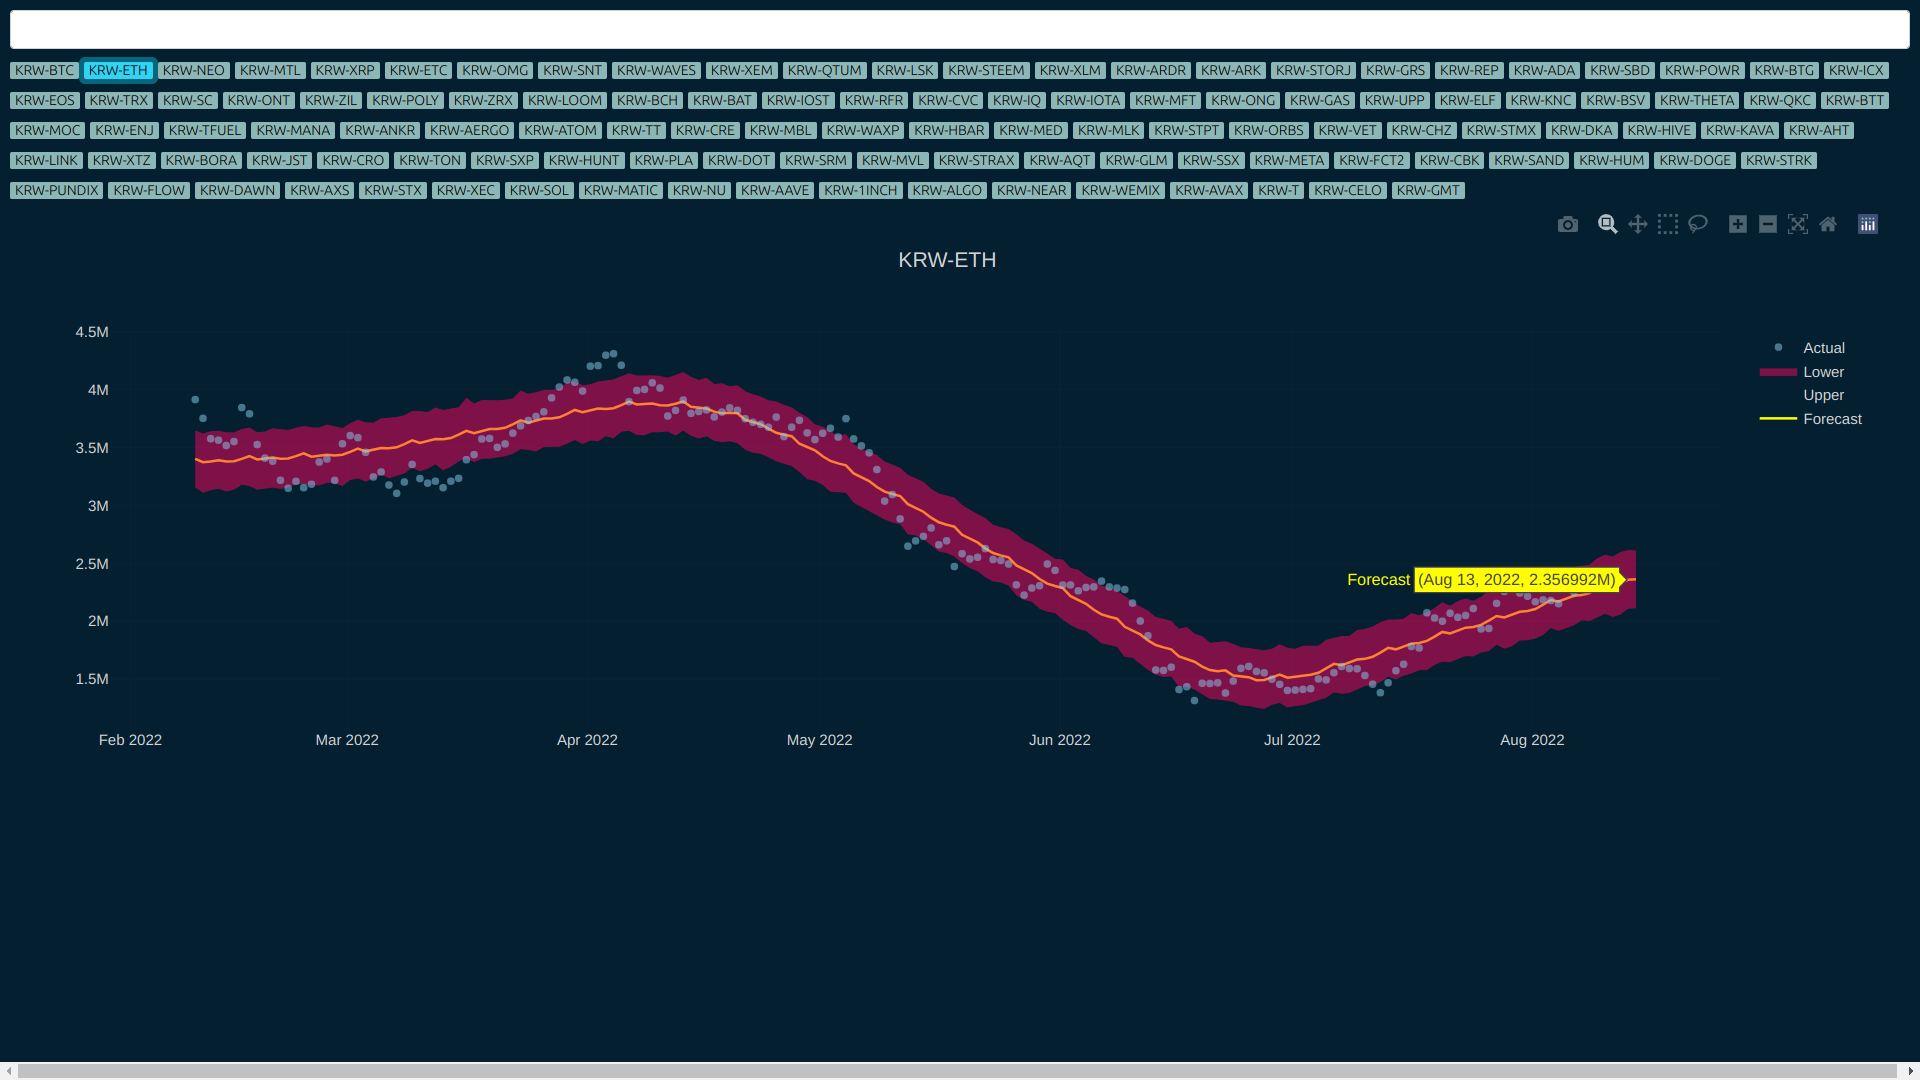 KRW-BTC KRW-ETH KRW-NEO KRW-MTL KRW-XRP KRW-ETC KRW-OMG KRW-SNT KRW-WAVES KRW-XEM KRW-QTUM KRW-LSK KRW-STEEM KRW-XLM KRW-ARDR KRW-ARK KRW-STORJ KRW-GRS KRW-REP KRW-ADA KRW-SBD KRW-POWR KRW-BTG KRW-ICX
KRW-EOS KRW-TRX KRW-SC KRW-ONT KRW-ZIL KRW-POLY KRW-ZRX KRW-LOOM KRW-BCH KRW-BAT KRW-IOST KRW-RFR KRW-CVC KRW-IQ KRW-IOTA KRW-MFT KRW-ONG KRW-GAS KRW-UPP KRW-ELF KRW-KNC KRW-BSV KRW-THETA KRW-QKC KRW-BTT
KRW-MOC KRW-ENJ KRW-TFUEL KRW-MANA KRW-ANKR KRW-AERGO KRW-ATOM KRW-TT KRW-CRE KRW-MBL KRW-WAXP KRW-HBAR KRW-MED KRW-MLK KRW-STPT KRW-ORBS KRW-VET KRW-CHZ KRW-STMX KRW-DKA KRW-HIVE KRW-KAVA KRW-AHT
KRW-LINK KRW-XTZ KRW-BORA KRW-JST KRW-CRO KRW-TON KRW-SXP KRW-HUNT KRW-PLA KRW-DOT KRW-SRM KRW-MVL KRW-STRAX KRW-AQT KRW-GLM KRW-SSX KRW-META KRW-FCT2 KRW-CBK KRW-SAND KRW-HUM KRW-DOGE KRW-STRK
KRW-PUNDIX KRW-FLOW KRW-DAWN KRW-AXS KRW-STX KRW-XEC KRW-SOL KRW-MATIC KRW-NU KRW-AAVE KRW-1INCH KRW-ALGO KRW-NEAR KRW-WEMIX KRW-AVAX KRW-T KRW-CELO KRW-GMT
KRW-ETH
4.5M
4M
3.5M
3M
2.5M
2M
1.5M
Actual
Lower
Upper
Forecast
Forecast (Aug 13, 2022, 2.356992M)
Feb 2022 Mar 2022 Apr 2022 May 2022 Jun 2022 Jul 2022 Aug 2022